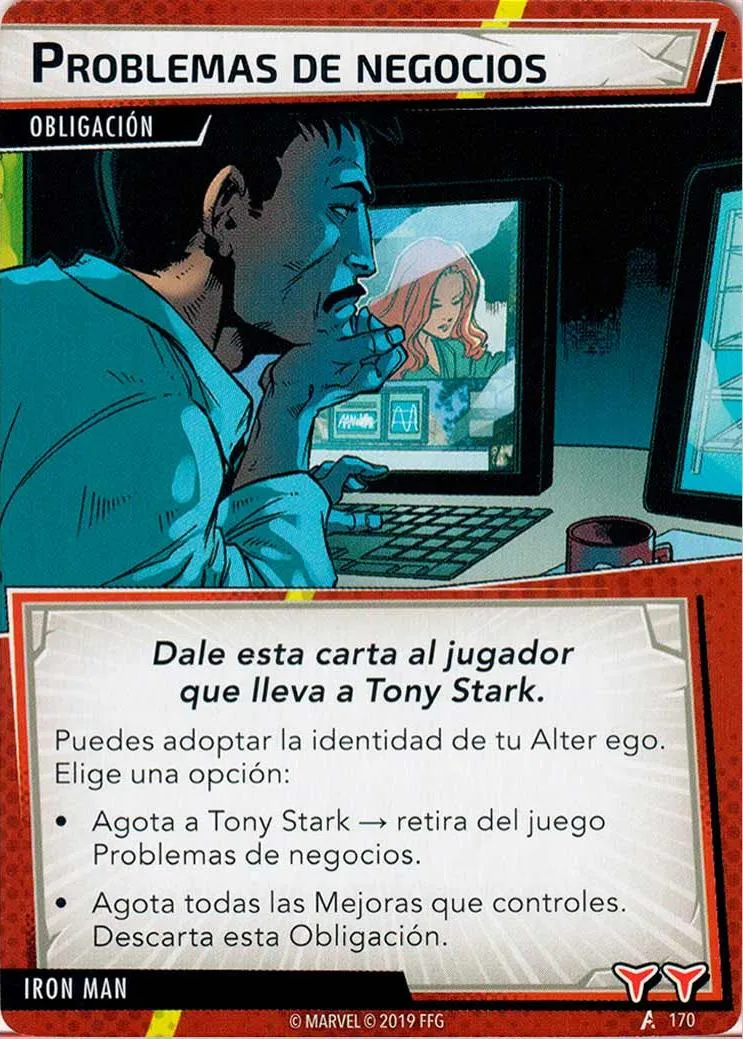 PROBLEMAS DE NEGOCIOS
OBLIGACIÓN
Dale esta carta al jugador
que lleva a Tony Stark.
Puedes adoptar la identidad de tu Alter ego.
Elige una opción:
• Agota a Tony Stark → retira del juego
Problemas de negocios.
• Agota todas las Mejoras que controles.
Descarta esta Obligación.
IRON MAN
© MARVEL © 2019 FFG
170